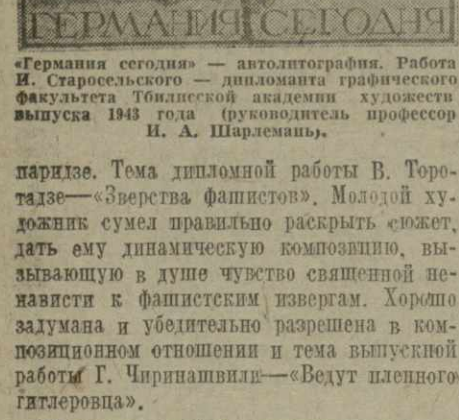 ГЕРМАНИЯ СЕГОДНЯ
«Германия сегодня» — автолитография. Работа
И. Старосельского — дипломанта графического
факультета Тбилисской академии художеств
выпуска 1943 года (руководитель профессор
И. А. Шарлемань).
паридзе. Тема дипломной работы В. Торо-
тадзе—«Зверства фашистов». Молодой ху-
дожник сумел правильно раскрыть сюжет,
дать ему динамическую композицию, вы-
зывающую в душе чувство священной не-
нависти к фашистским извергам. Хорошо
задумана и убедительно разрешена в ком-
позиционном отношении и тема выпускной
работы Г. Чиринашвили—«Ведут пленного
гитлеровца».